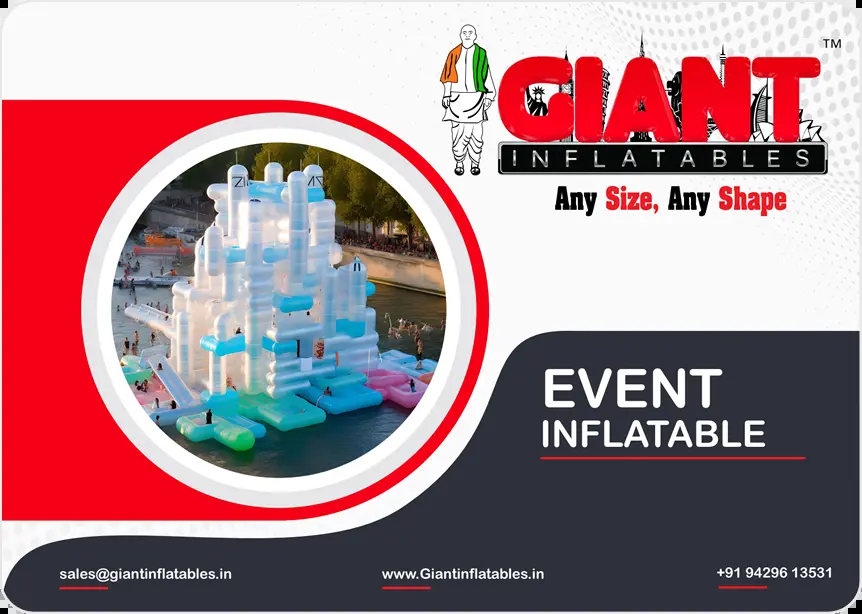 GIANT
TM
INFLATABLES
Any Size, Any Shape
EVENT
INFLATABLE
sales@giantinflatables.in
www.Giantinflatables.in
+91 94296 13531